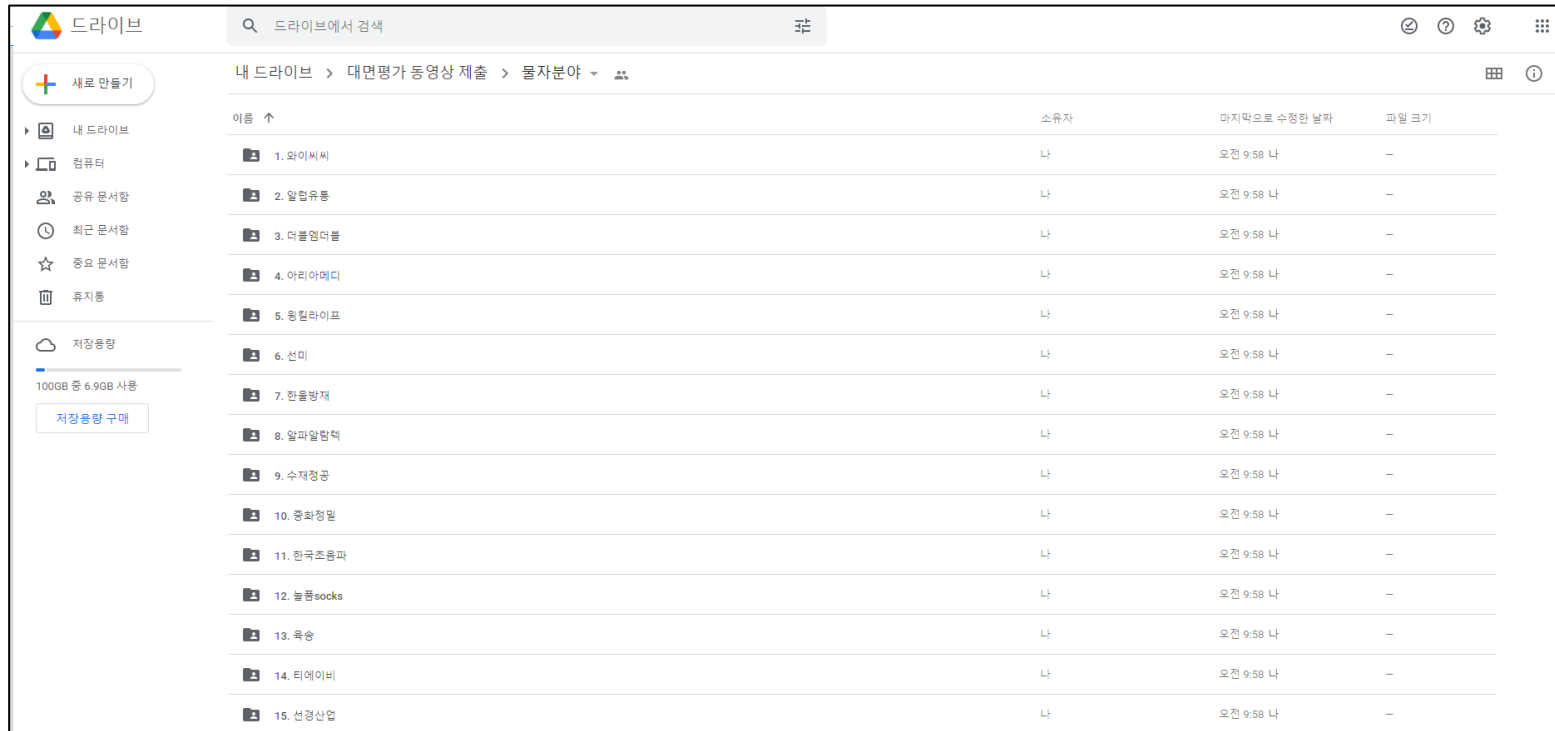 드라이브
드라이브에서 검색
새로 만들기
내 드라이브
컴퓨터
공유 문서함
최근 문서함
중요 문서함
휴지통
저장용량
100GB 중 6.9GB 사용
저장용량 구매
내 드라이브 > 대면평가 동영상 제출 > 물자분야
이름 소유자 마지막으로 수정한 날짜 파일 크기
1. 와이씨씨 나 오전 9:58 나 —
2. 알럽유통 나 오전 9:58 나 —
3. 더블엠더블 나 오전 9:58 나 —
4. 아리아메디 나 오전 9:58 나 —
5. 윙킬라이프 나 오전 9:58 나 —
6. 선미 나 오전 9:58 나 —
7. 한울방재 나 오전 9:58 나 —
8. 알파알람텍 나 오전 9:58 나 —
9. 수재정공 나 오전 9:58 나 —
10. 중화정밀 나 오전 9:58 나 —
11. 한국조음파 나 오전 9:58 나 —
12. 늘품socks 나 오전 9:58 나 —
13. 육송 나 오전 9:58 나 —
14. 티에이비 나 오전 9:58 나 —
15. 선경산업 나 오전 9:58 나 —